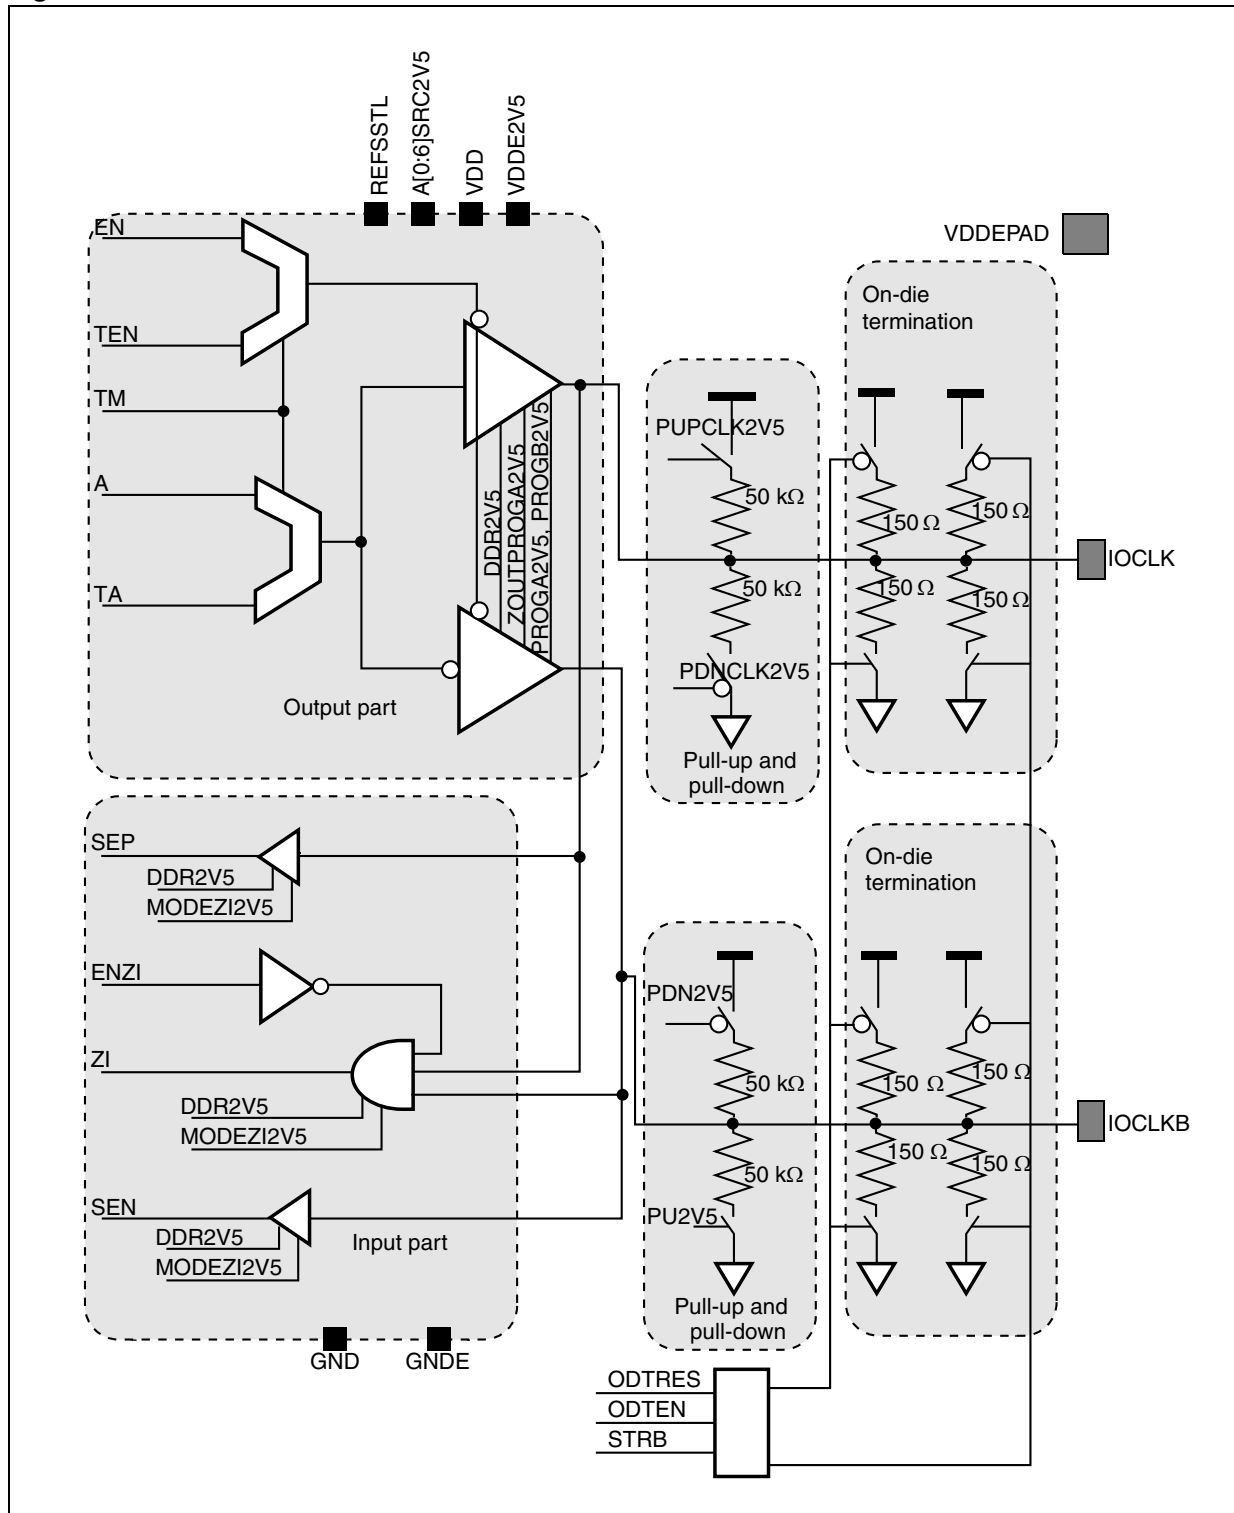 REFSSTL
A[0:6]SRC2V5
VDD
VDDE2V5
EN
TEN
TM
A
TA
DDR2V5
ZOUTPROGA2V5
PROGA2V5, PROGB2V5
Output part
VDDEPAD
On-die
termination
PUPCLK2V5
50 kΩ
50 kΩ
PDNCLK2V5
Pull-up and
pull-down
150 Ω
150 Ω
150 Ω
150 Ω
IOCLK
SEP
DDR2V5
MODEZI2V5
ENZI
ZI
DDR2V5
MODEZI2V5
SEN
DDR2V5
MODEZI2V5
Input part
GND
GNDE
On-die
termination
PDN2V5
50 kΩ
50 kΩ
PU2V5
Pull-up and
pull-down
150 Ω
150 Ω
150 Ω
150 Ω
IOCLKB
ODTRES
ODTEN
STRB